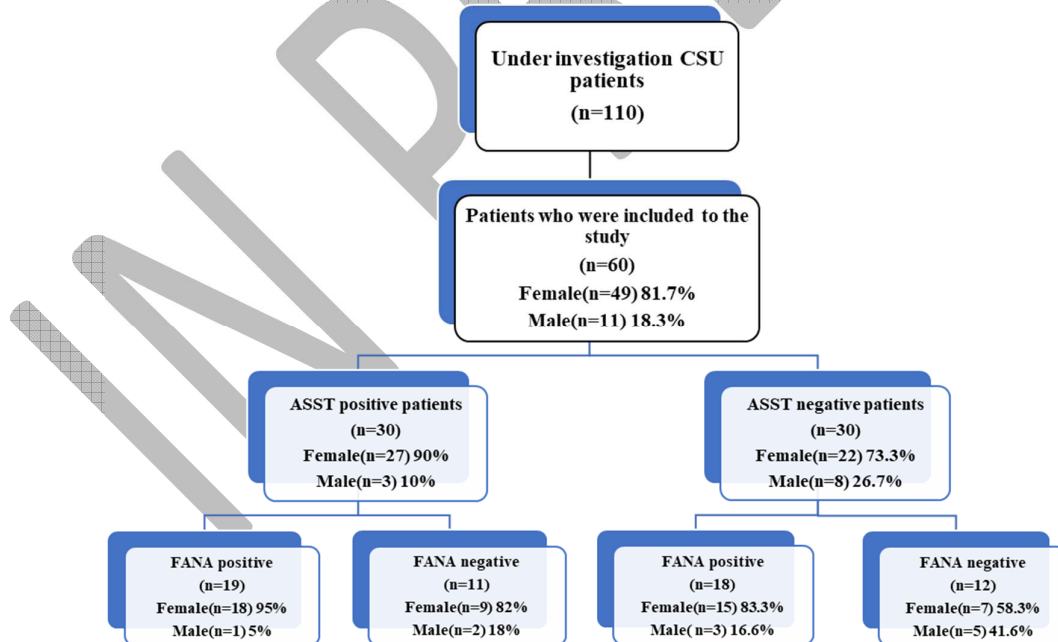 Under investigation CSU
patients
(n=110)
Patients who were included to the
study
(n=60)
Female(n=49) 81.7%
Male(n=11) 18.3%
ASST positive patients
(n=30)
Female(n=27) 90%
Male(n=3) 10%
ASST negative patients
(n=30)
Female(n=22) 73.3%
Male(n=8) 26.7%
FANA positive
(n=19)
Female(n=18) 95%
Male(n=1) 5%
FANA negative
(n=11)
Female(n=9) 82%
Male(n=2) 18%
FANA positive
(n=18)
Female(n=15) 83.3%
Male( n=3) 16.6%
FANA negative
(n=12)
Female(n=7) 58.3%
Male(n=5) 41.6%